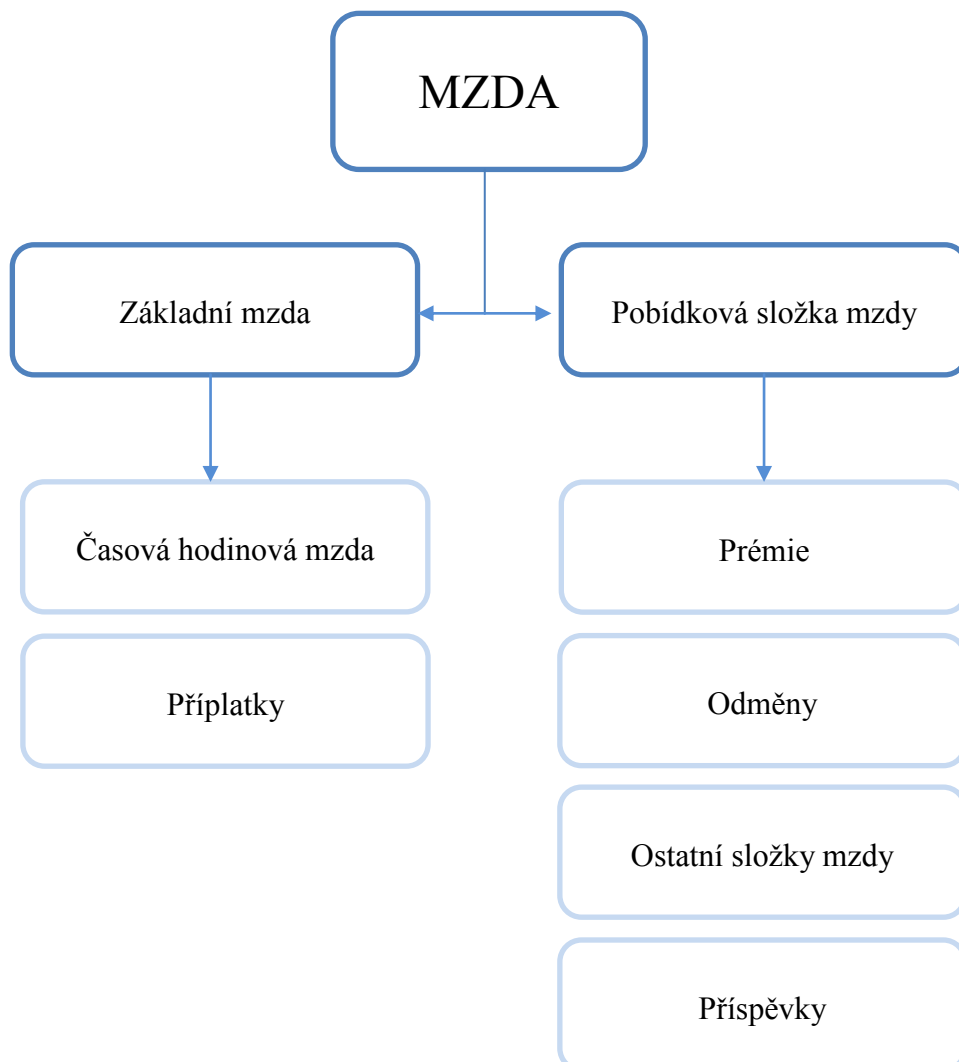 MZDA
Základní mzda
Pobídková složka mzdy
Časová hodinová mzda
Prémie
Příplatky
Odměny
Ostatní složky mzdy
Příspěvky